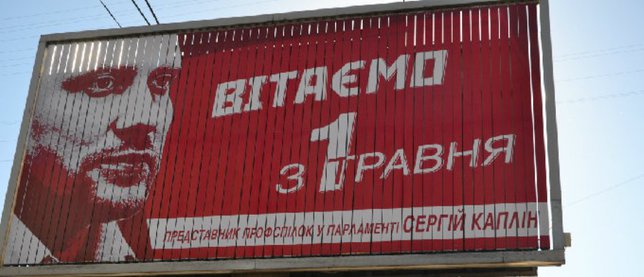 ВІТАЄМО
З 1 ТРАВНЯ
ПРЕДСТАВНИК ПРОФСПІЛОК У ПАРЛАМЕНТІ СЕРГІЙ КАПЛІН